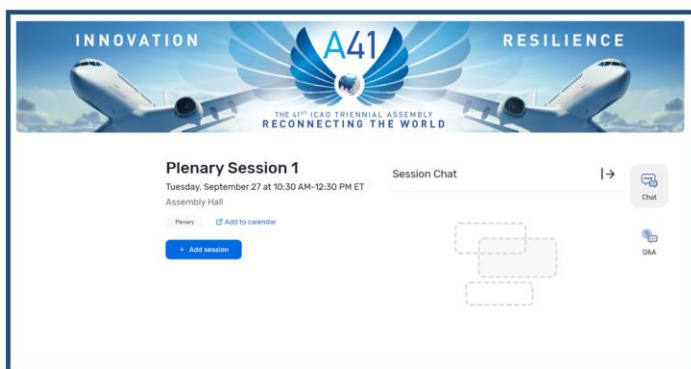 INNOVATION
A41
RESILIENCE
THE 41ST ICAO TRIENNIAL ASSEMBLY
RECONNECTING THE WORLD
Plenary Session 1
Tuesday, September 27 at 10:30 AM-12:30 PM ET
Assembly Hall
Plenary
Add to calendar
+ Add session
Session Chat
Chat
Q&A